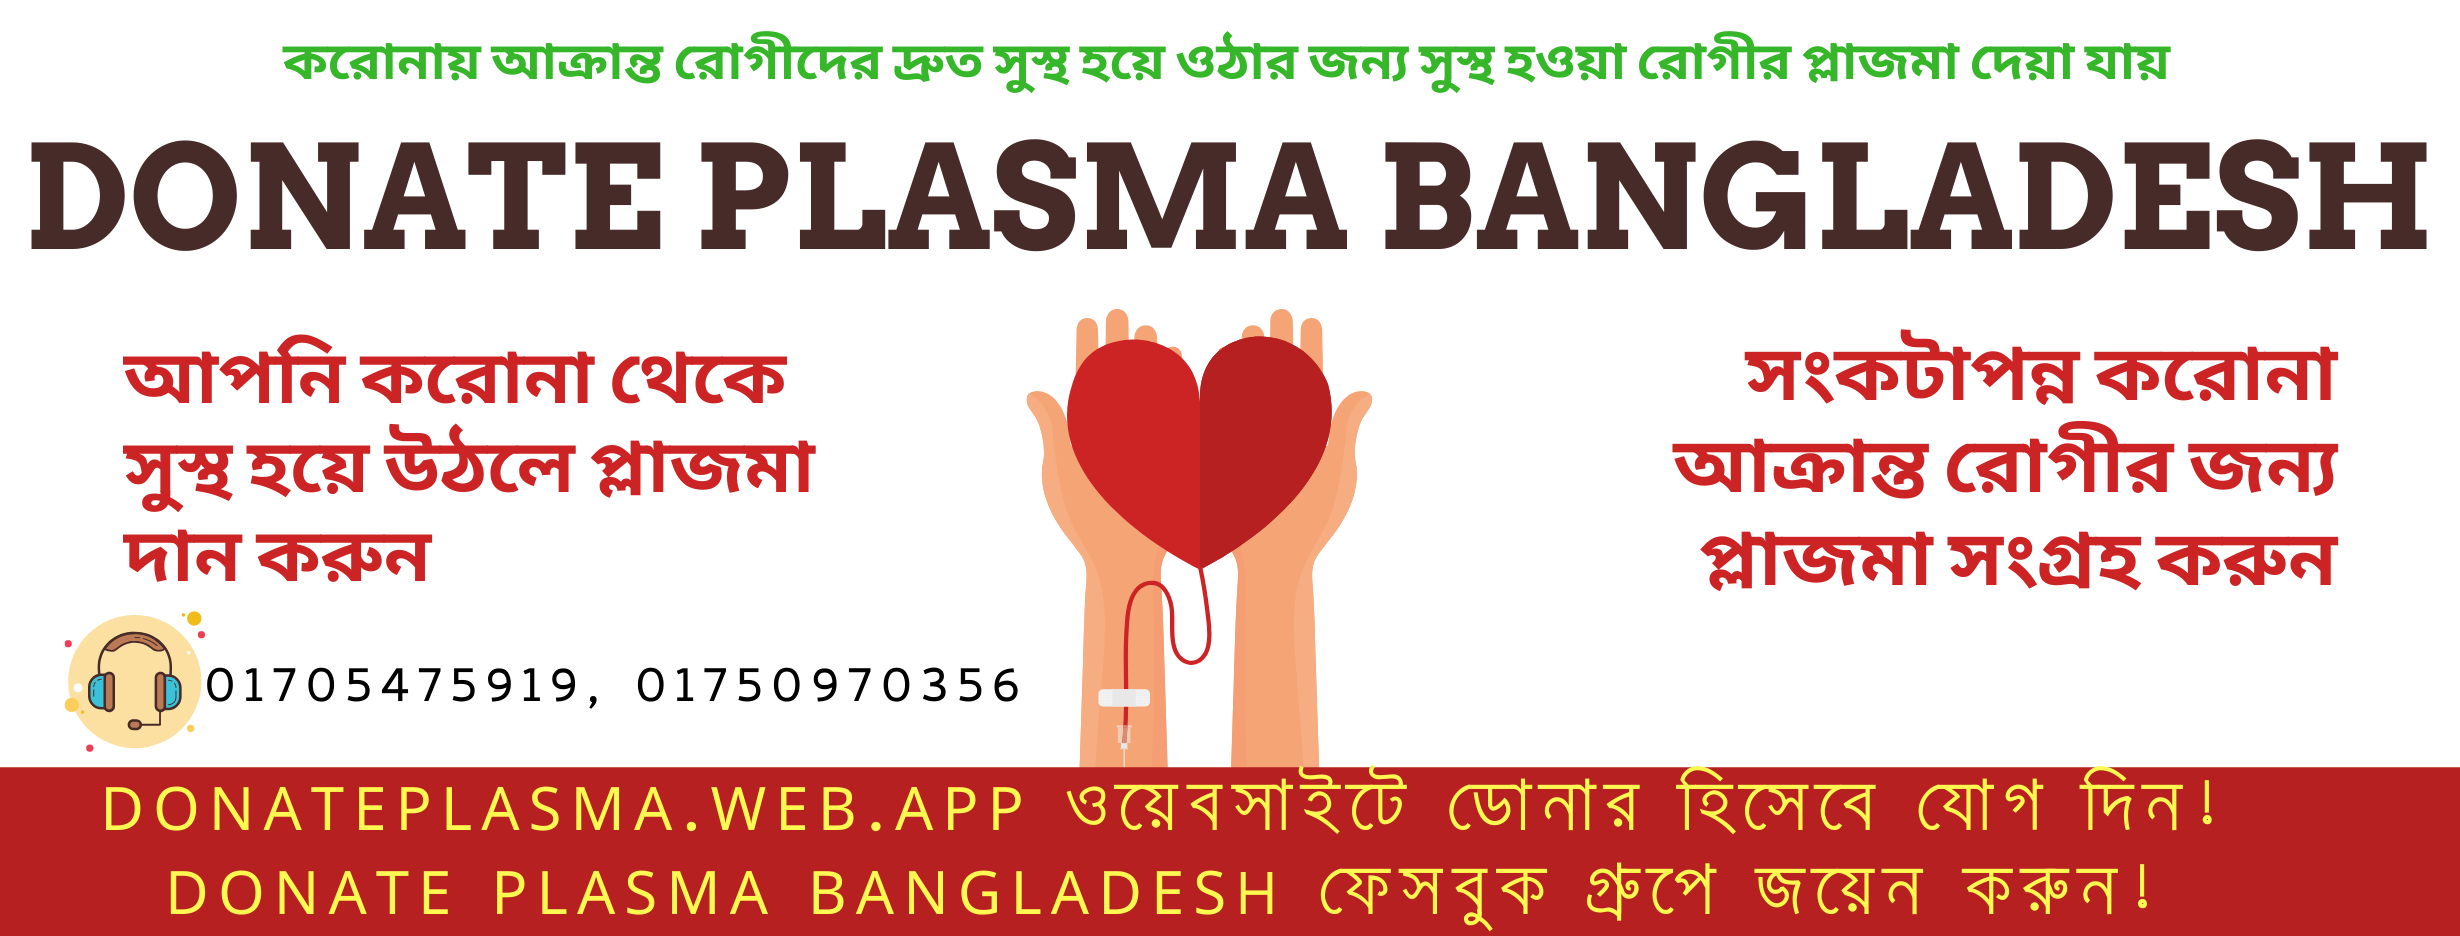 করোনায় আক্রান্ত রোগীদের দ্রুত সুস্থ হয়ে ওঠার জন্য সুস্থ হওয়া রোগীর প্লাজমা দেয়া যায়
DONATE PLASMA BANGLADESH
আপনি করোনা থেকে
সুস্থ হয়ে উঠলে প্লাজমা
দান করুন
সংকটাপন্ন করোনা
আক্রান্ত রোগীর জন্য
প্লাজমা সংগ্রহ করুন
01705475919, 01750970356
DONATEPLASMA.WEB.APP ওয়েবসাইটে ডোনার হিসেবে যোগ দিন!
DONATE PLASMA BANGLADESH ফেসবুক গ্রুপে জয়েন করুন!